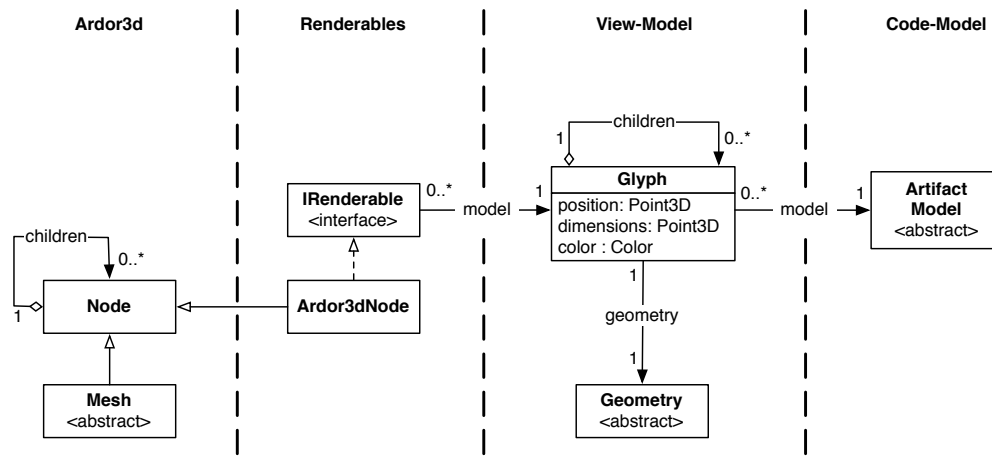 Ardor3d
Renderables
View-Model
Code-Model
children
1
0..*
Node
Mesh
<abstract>
IRenderable
<interface>
Ardor3dNode
0..*
model
1
children
1
0..*
Glyph
position: Point3D
dimensions: Point3D
color : Color
1
geometry
1
Geometry
<abstract>
0..*
model
1
Artifact
Model
<abstract>